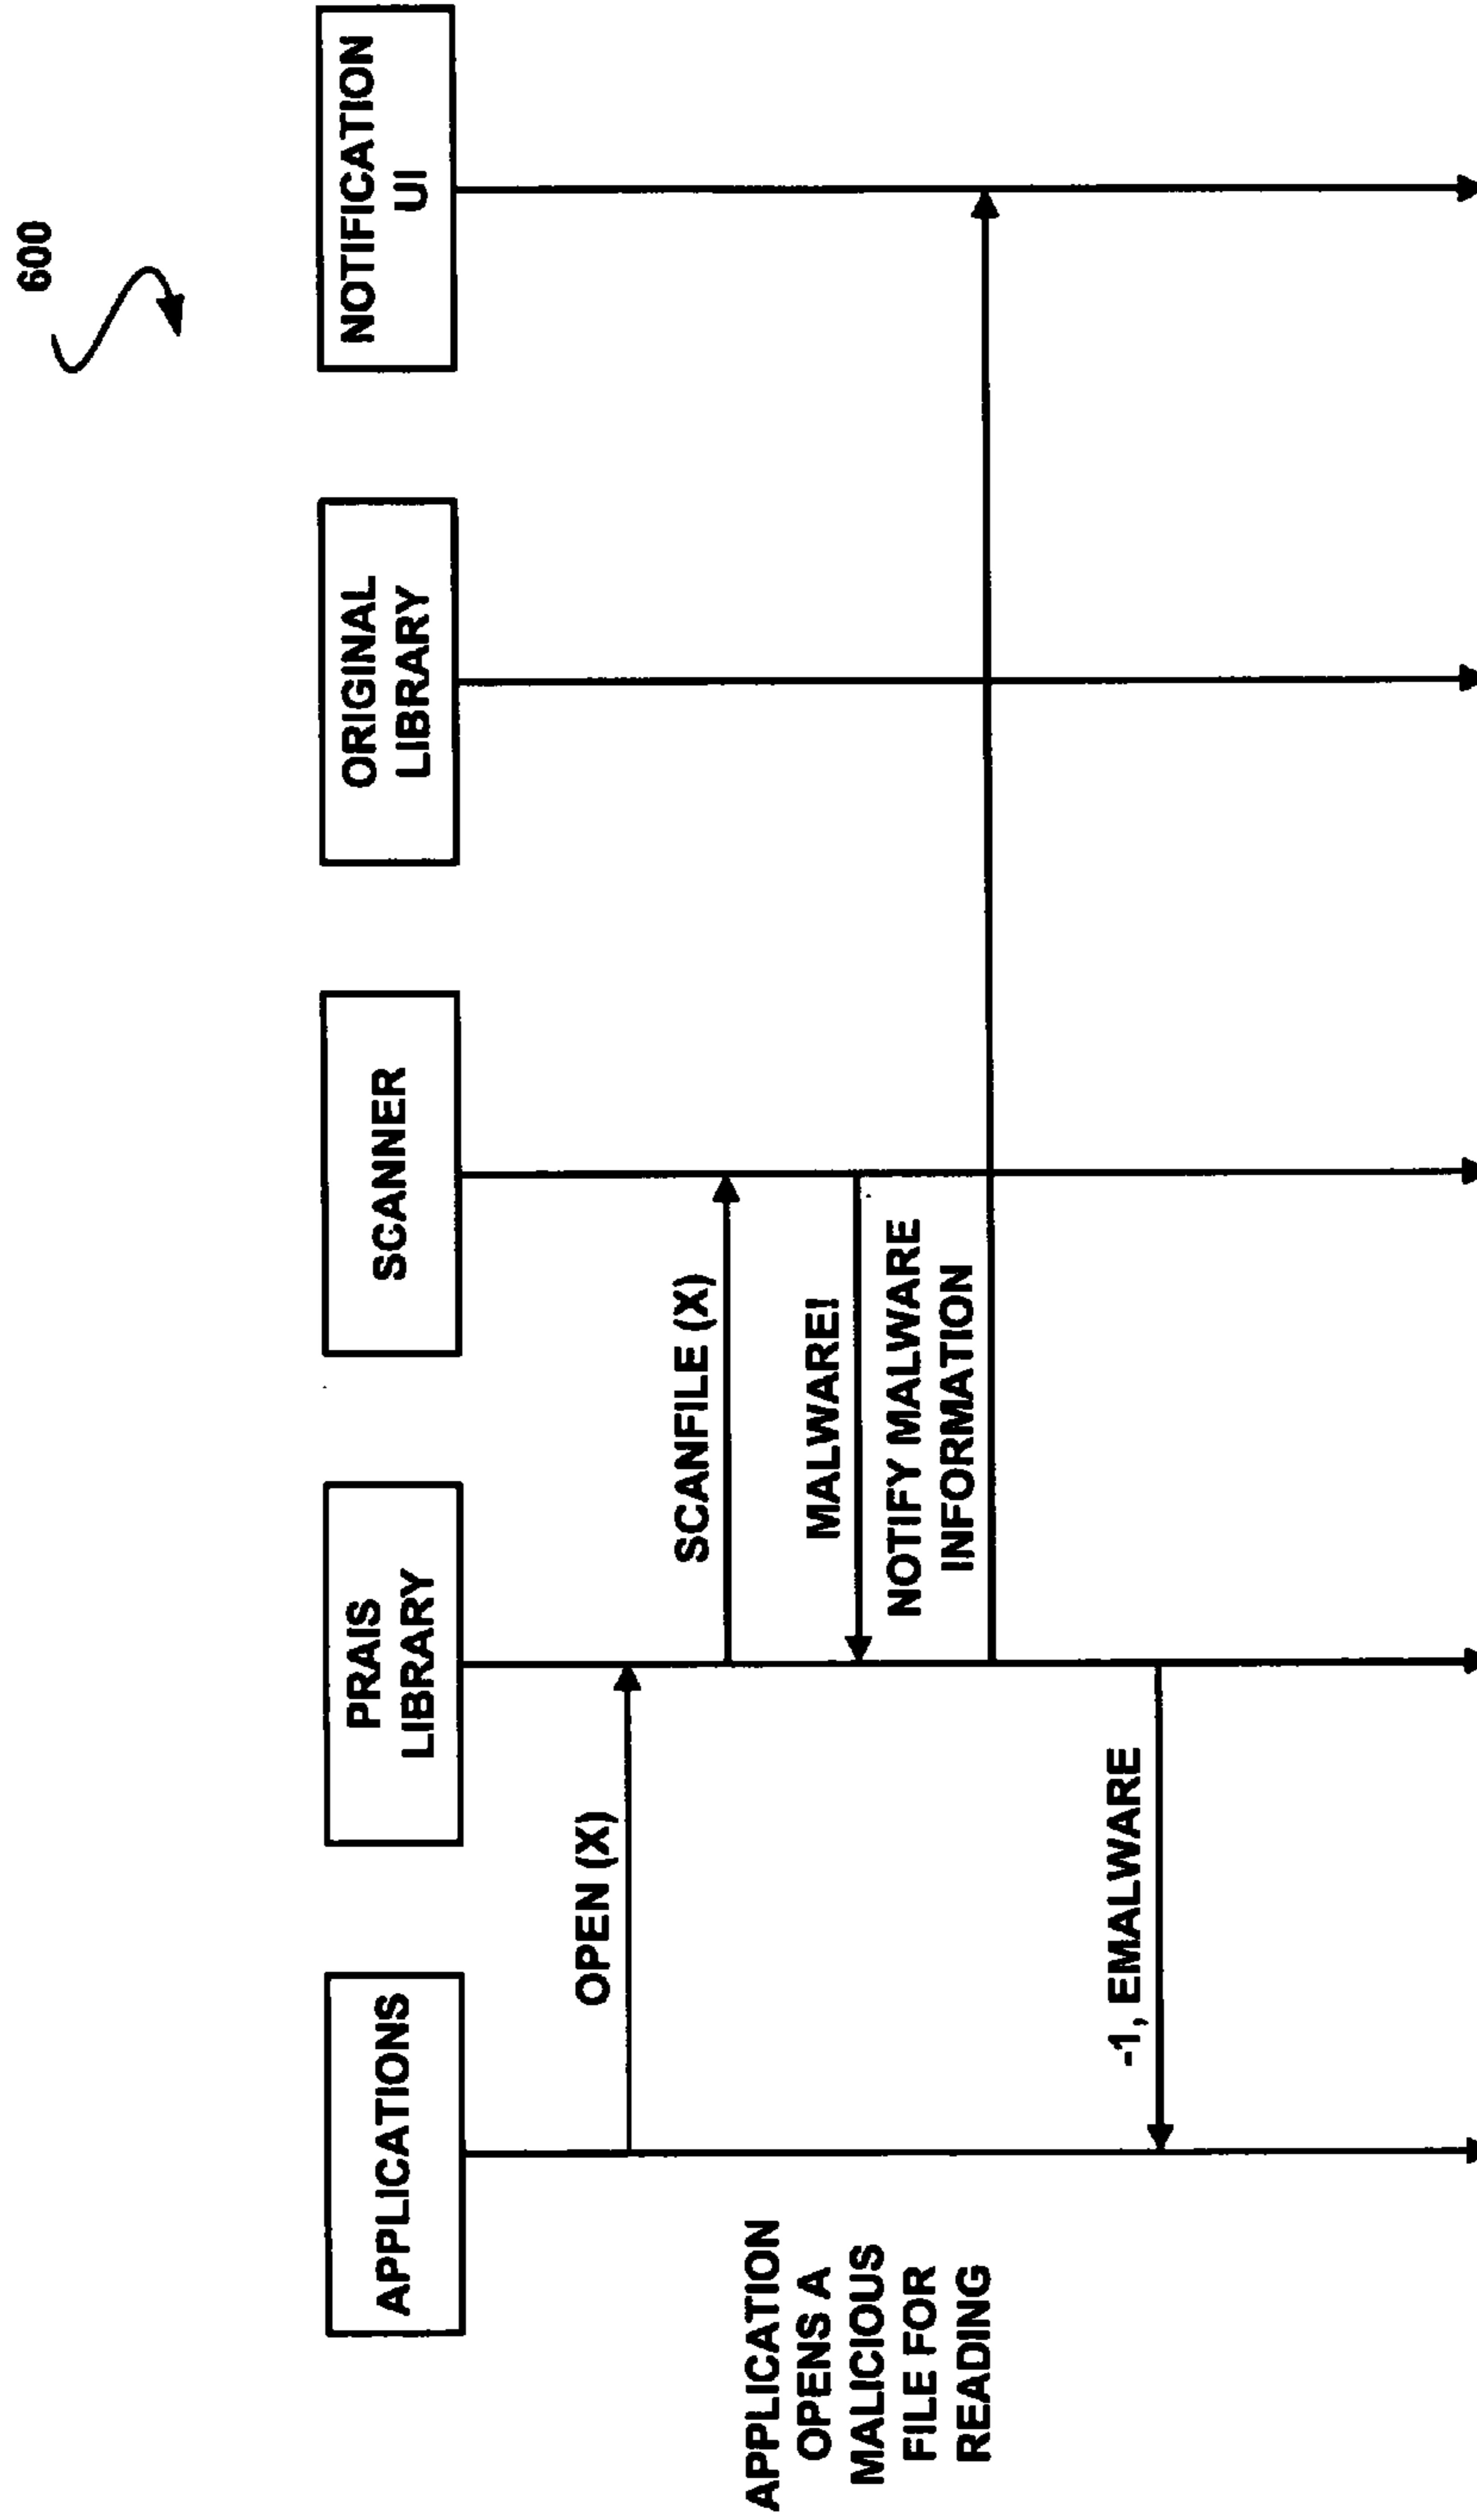 600
APPLICATIONS
PRAIS
LIBRARY
SCANNER
ORIGINAL
LIBRARY
NOTIFICATION
UI
OPEN (X)
SCANFILE (X)
APPLICATION
OPENS A
MALICIOUS
FILE FOR
READING
MALWARE!
NOTIFY MALWARE
INFORMATION
-1, EMALWARE